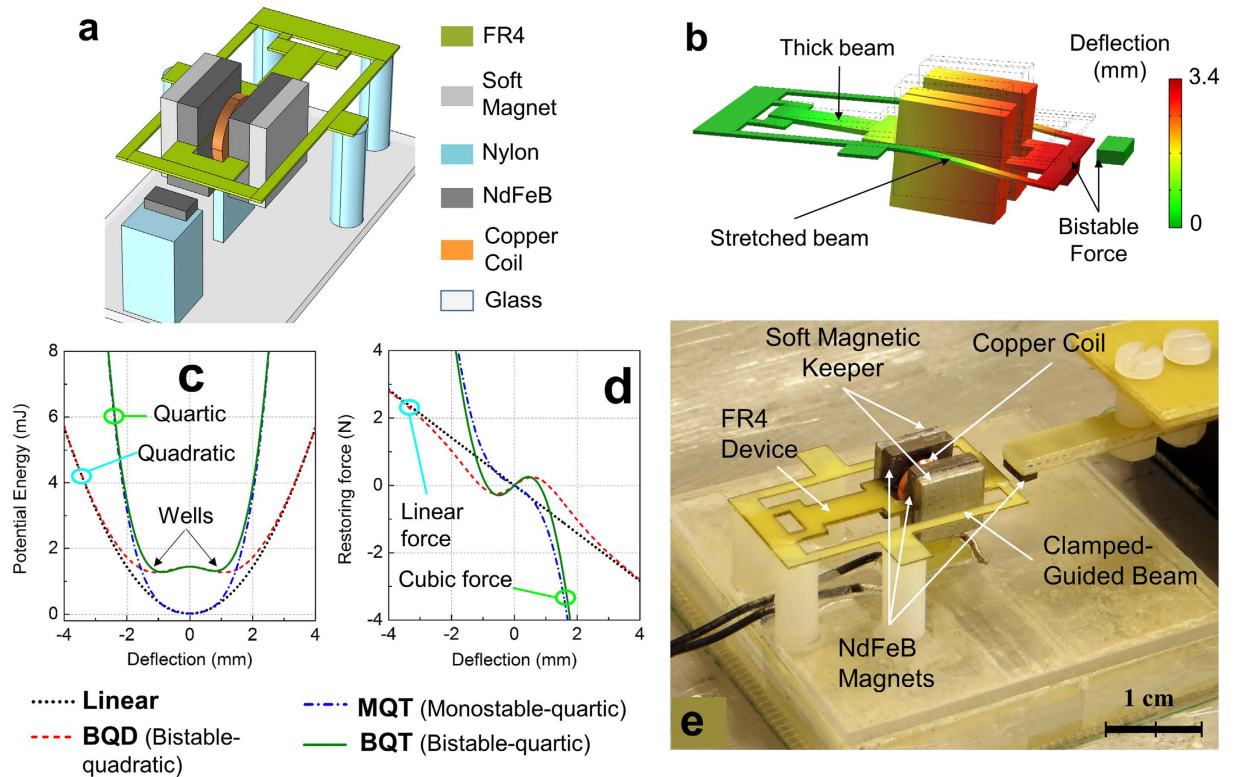 a
FR4
Soft
Magnet
Nylon
NdFeB
Copper
Coil
Glass
b
Thick beam
Deflection
(mm)
3.4
0
Stretched beam
Bistable
Force
c
8
6
4
2
0
Potential Energy (mJ)
Quartic
Quadratic
Wells
-4 -2 0 2 4
Deflection (mm)
d
4
2
0
-2
-4
Restoring force (N)
Linear
force
Cubic force
-4 -2 0 2 4
Deflection (mm)
Linear
BQD (Bistable-
quadratic)
MQT (Monostable-quartic)
BQT (Bistable-quartic)
Soft Magnetic
Keeper
Copper Coil
FR4
Device
Clamped-
Guided Beam
NdFeB
Magnets
1 cm
e